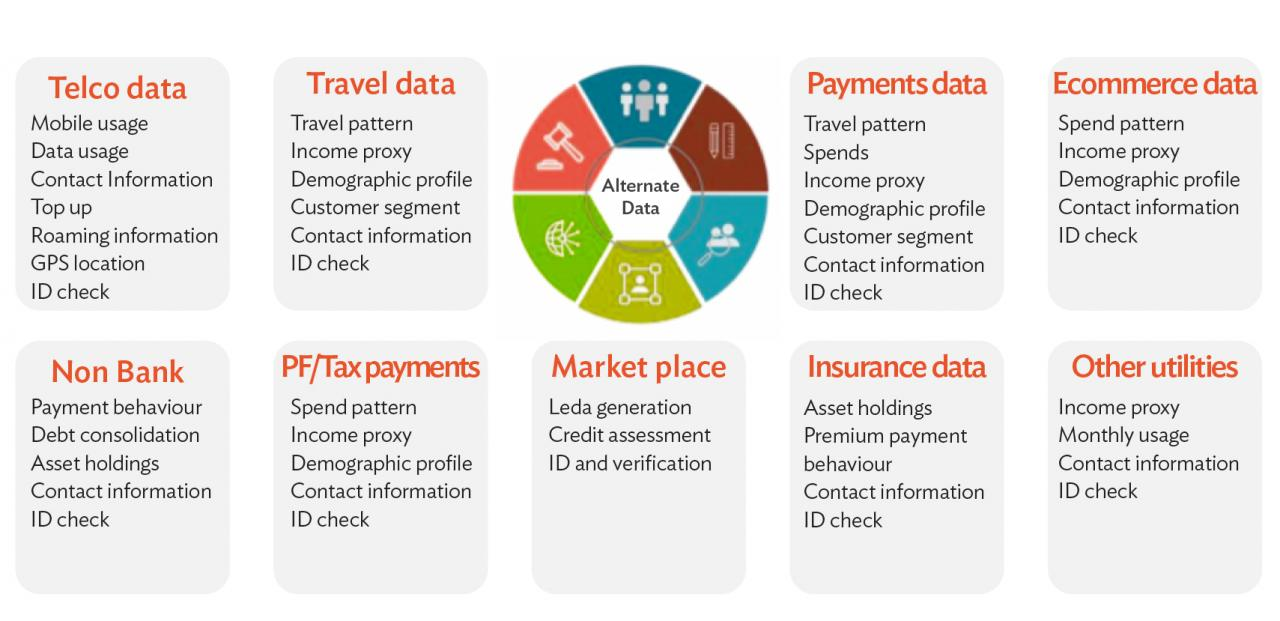 Telco data
Mobile usage
Data usage
Contact Information
Top up
Roaming information
GPS location
ID check
Travel data
Travel pattern
Income proxy
Demographic profile
Customer segment
Contact information
ID check
Alternate
Data
Payments data
Travel pattern
Spends
Income proxy
Demographic profile
Customer segment
Contact information
ID check
Ecommerce data
Spend pattern
Income proxy
Demographic profile
Contact information
ID check
Non Bank
Payment behaviour
Debt consolidation
Asset holdings
Contact information
ID check
PF/Tax payments
Spend pattern
Income proxy
Demographic profile
Contact information
ID check
Market place
Leda generation
Credit assessment
ID and verification
Insurance data
Asset holdings
Premium payment
behaviour
Contact information
ID check
Other utilities
Income proxy
Monthly usage
Contact information
ID check